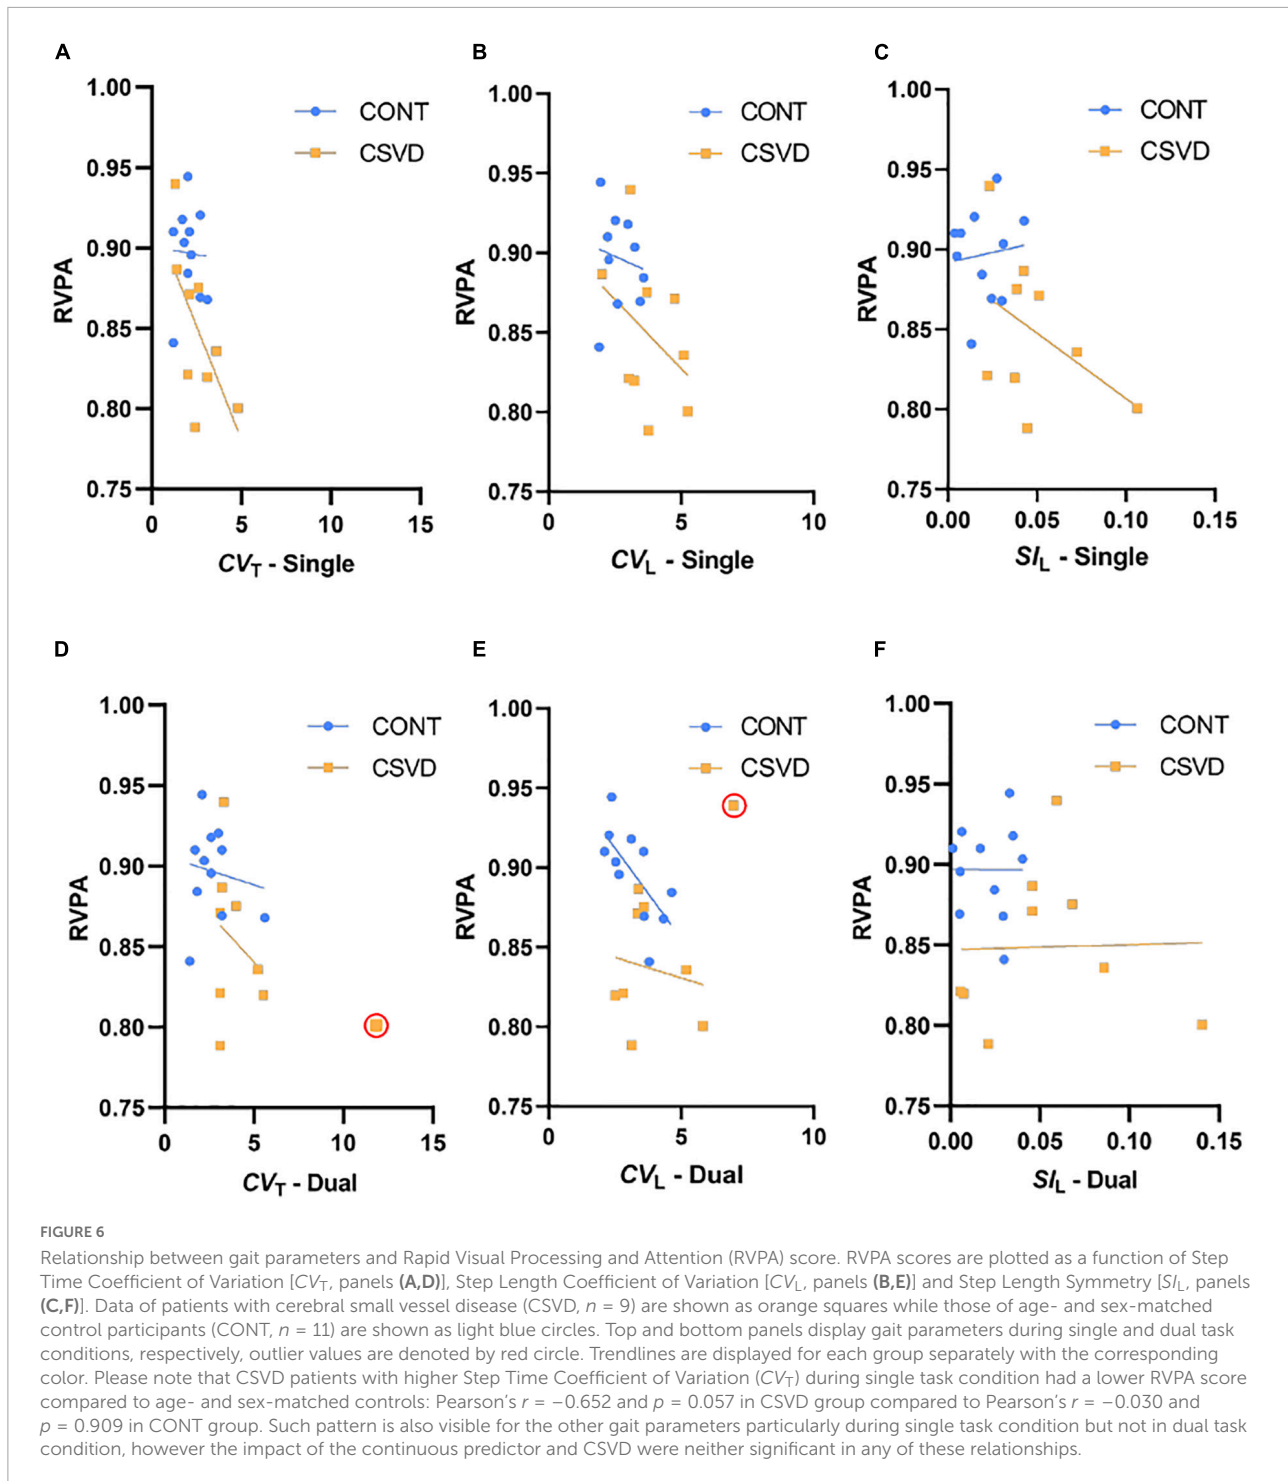 A
1.00
0.95
0.90
0.85
0.80
0.75
RVPA
0
5
10
15
CVT - Single
CONT
CSVD
B
1.00
0.95
0.90
0.85
0.80
0.75
RVPA
0
5
10
CVL - Single
CONT
CSVD
C
1.00
0.95
0.90
0.85
0.80
0.75
RVPA
0.00
0.05
0.10
0.15
SIL - Single
CONT
CSVD
D
1.00
0.95
0.90
0.85
0.80
0.75
RVPA
0
5
10
15
CVT - Dual
CONT
CSVD
E
1.00
0.95
0.90
0.85
0.80
0.75
RVPA
0
5
10
CVL - Dual
CONT
CSVD
F
1.00
0.95
0.90
0.85
0.80
0.75
RVPA
0.00
0.05
0.10
0.15
SIL - Dual
CONT
CSVD
FIGURE 6
Relationship between gait parameters and Rapid Visual Processing and Attention (RVPA) score. RVPA scores are plotted as a function of Step
Time Coefficient of Variation [CVT, panels (A,D)], Step Length Coefficient of Variation [CVL, panels (B,E)] and Step Length Symmetry [SIL, panels
(C,F)]. Data of patients with cerebral small vessel disease (CSVD, n = 9) are shown as orange squares while those of age- and sex-matched
control participants (CONT, n = 11) are shown as light blue circles. Top and bottom panels display gait parameters during single and dual task
conditions, respectively, outlier values are denoted by red circle. Trendlines are displayed for each group separately with the corresponding
color. Please note that CSVD patients with higher Step Time Coefficient of Variation (CVT) during single task condition had a lower RVPA score
compared to age- and sex-matched controls: Pearson's r = −0.652 and p = 0.057 in CSVD group compared to Pearson's r = −0.030 and
p = 0.909 in CONT group. Such pattern is also visible for the other gait parameters particularly during single task condition but not in dual task
condition, however the impact of the continuous predictor and CSVD were neither significant in any of these relationships.